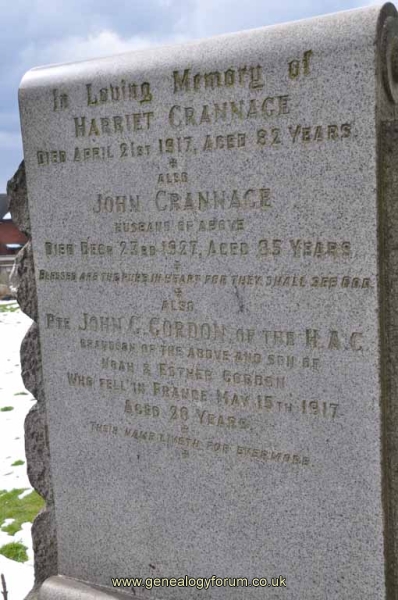 In Loving Memory of
HARRIET CRANNAGE
DIED APRIL 21ST 1917, AGED 82 YEARS.
ALSO
JOHN CRANNAGE
HUSBAND OF ABOVE
DIED DECR 23RD 1927, AGED 95 YEARS.
BLESSED ARE THE PURE IN HEART FOR THEY SHALL SEE GOD.
ALSO
PTE JOHN G. GORDON, OF THE H.A.C.
GRANDSON OF THE ABOVE AND SON OF
NOAH & ESTHER GORDON
WHO FELL IN FRANCE MAY 15TH 1917
AGED 20 YEARS.
THEIR NAME LIVETH FOR EVERMORE.
www.genealogyforum.co.uk